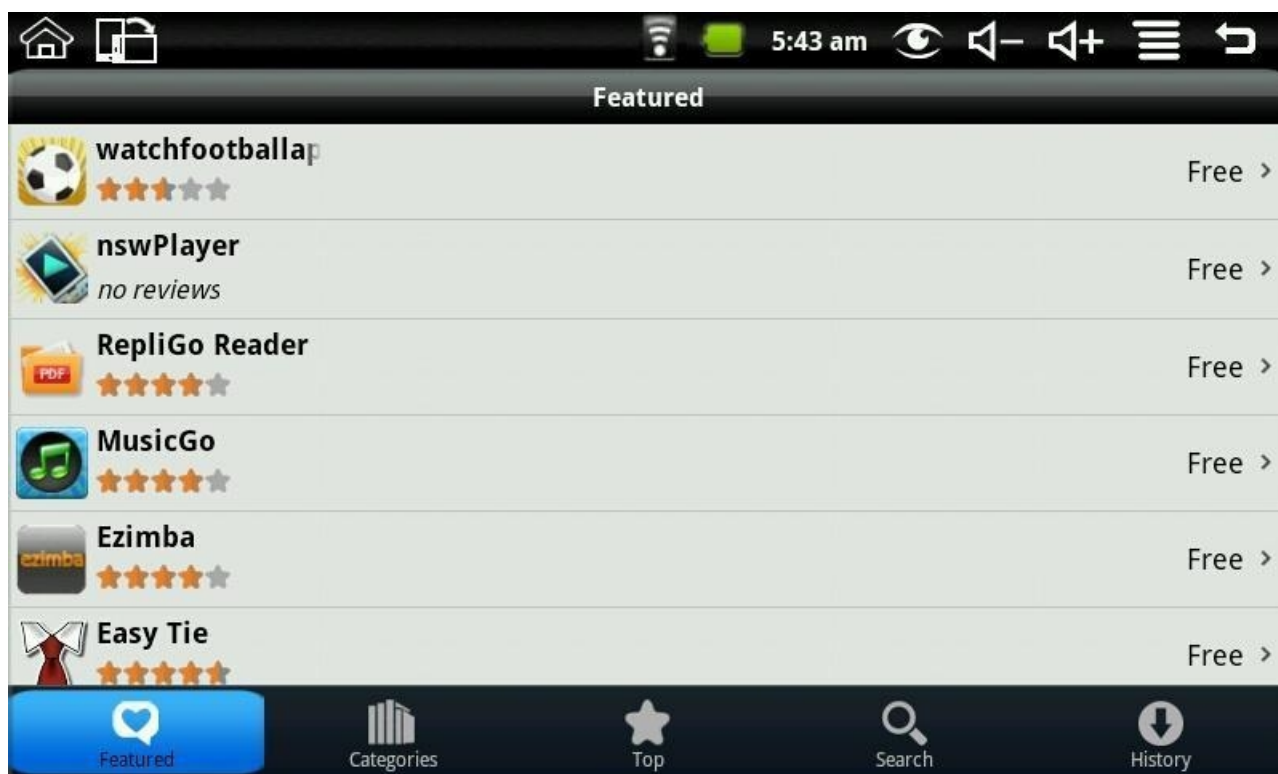 5:43 am
Featured
watchfootballap
Free
nswPlayer
no reviews
Free
RepliGo Reader
PDF
Free
MusicGo
Free
Ezimba
ezimba
Free
Easy Tie
Free
Featured
Categories
Top
Search
History